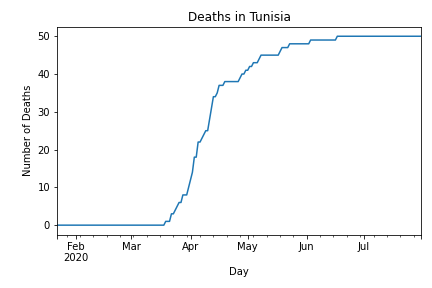 Deaths in Tunisia
Number of Deaths
50
40
30
20
10
0
Feb
2020
Mar
Apr
May
Jun
Jul
Day